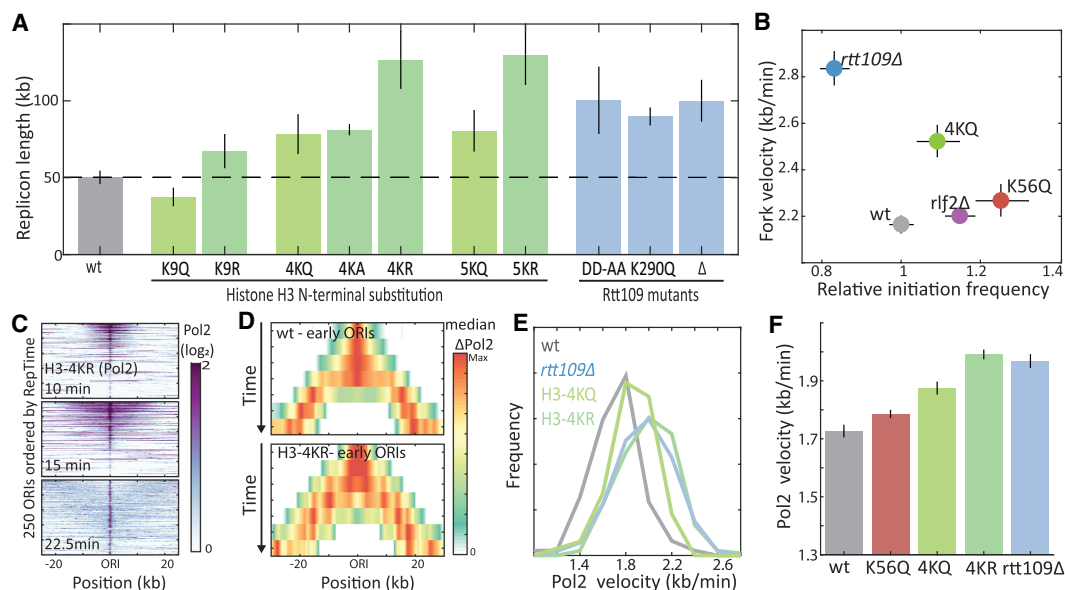 A
Replicon length (kb)
100
50
0
wt
K9Q K9R 4KQ 4KA 4KR 5KQ 5KR DD-AA K290Q Δ
Histone H3 N-terminal substitution
Rtt109 mutants
B
Fork velocity (kb/min)
2.8
2.6
2.4
2.2
rtt109Δ
4KQ
K56Q
rlf2Δ
wt
0.8 1 1.2 1.4
Relative initiation frequency
C
250 ORIs ordered by RepTime
H3-4KR (Pol2)
10 min
15 min
22.5min
-20 ORI 20
Position (kb)
Pol2
(log₂)
2
0
D
wt - early ORIs
Time
H3-4KR- early ORIs
Time
-20 ORI 20
Position (kb)
median
ΔPol2
Max
0
E
wt
rtt109Δ
H3-4KQ
H3-4KR
Frequency
1.4 1.8 2.2 2.6
Pol2 velocity (kb/min)
F
Pol2 velocity (kb/min)
1.9
1.7
1.5
1.3
wt K56Q 4KQ 4KR rtt109Δ